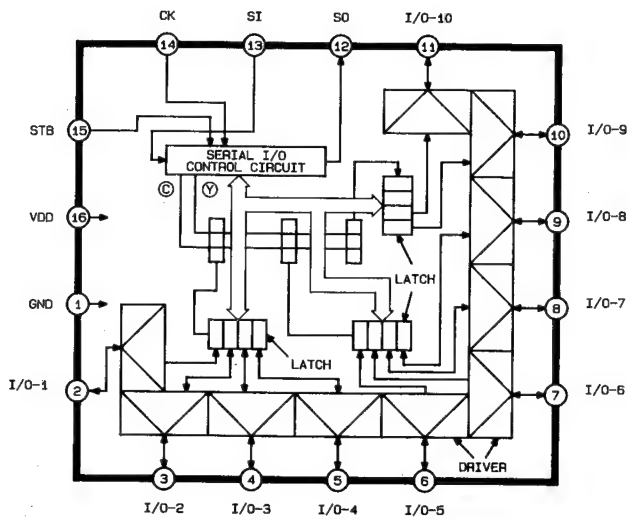 CK SI SO I/O-10
14 13 12 11
STB 15
10 I/O-9
SERIAL I/O
CONTROL CIRCUIT
C Y
VDD 16
9 I/O-8
LATCH
GND 1
8 I/O-7
LATCH
I/O-1 2
7 I/O-6
DRIVER
3 4 5 6
I/O-2 I/O-3 I/O-4 I/O-5